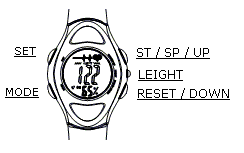 SET
ST / SP / UP
LEIGHT
MODE
RESET / DOWN